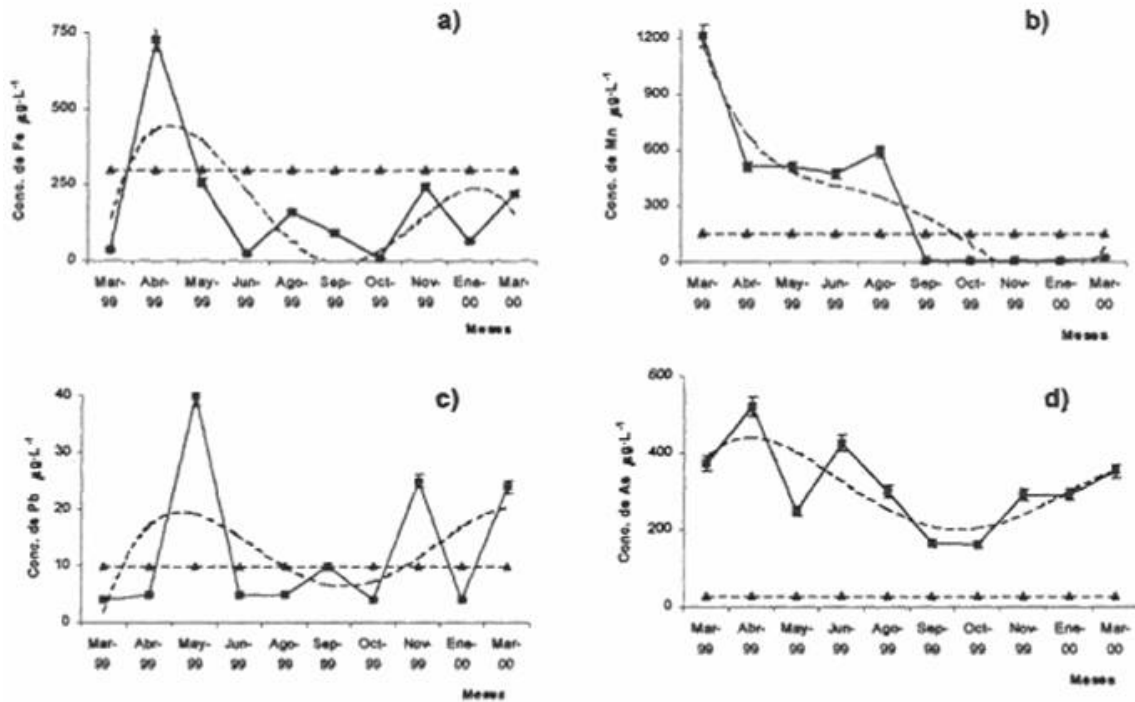 a)
Conc. de Fe µg·L⁻¹
750
500
250
0
Mar- Abr- May- Jun- Ago- Sep- Oct- Nov- Ene- Mar-
99 99 99 99 99 99 99 99 00 00
Meses
b)
Conc. de Mn µg·L⁻¹
1200
900
600
300
0
Mar- Abr- May- Jun- Ago- Sep- Oct- Nov- Ene- Mar-
99 99 99 99 99 99 99 99 00 00
Meses
c)
Conc. de Pb µg·L⁻¹
40
30
20
10
0
Mar- Abr- May- Jun- Ago- Sep- Oct- Nov- Ene- Mar-
99 99 99 99 99 99 99 99 00 00
Meses
d)
Conc. de As µg·L⁻¹
600
400
200
0
Mar- Abr- May- Jun- Ago- Sep- Oct- Nov- Ene- Mar-
99 99 99 99 99 99 99 99 00 00
Meses